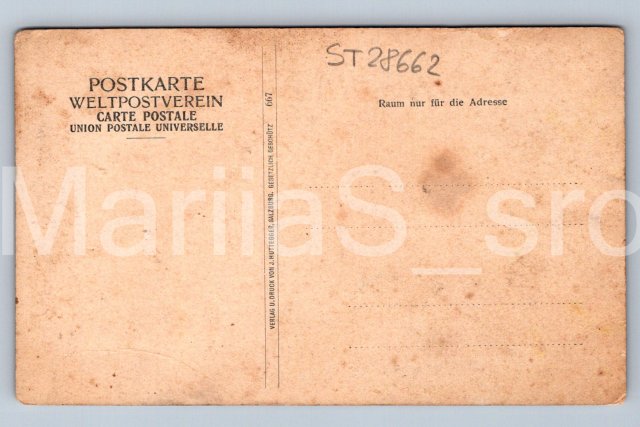 POSTKARTE
WELTPOSTVEREIN
CARTE POSTALE
UNION POSTALE UNIVERSELLE
VERLAG U. DRUCK VON J. HUTTEGGER, SALZBURG. GESETZLICH GESCHÜTZ 667
ST28662
Raum nur für die Adresse
MariiaS_sro